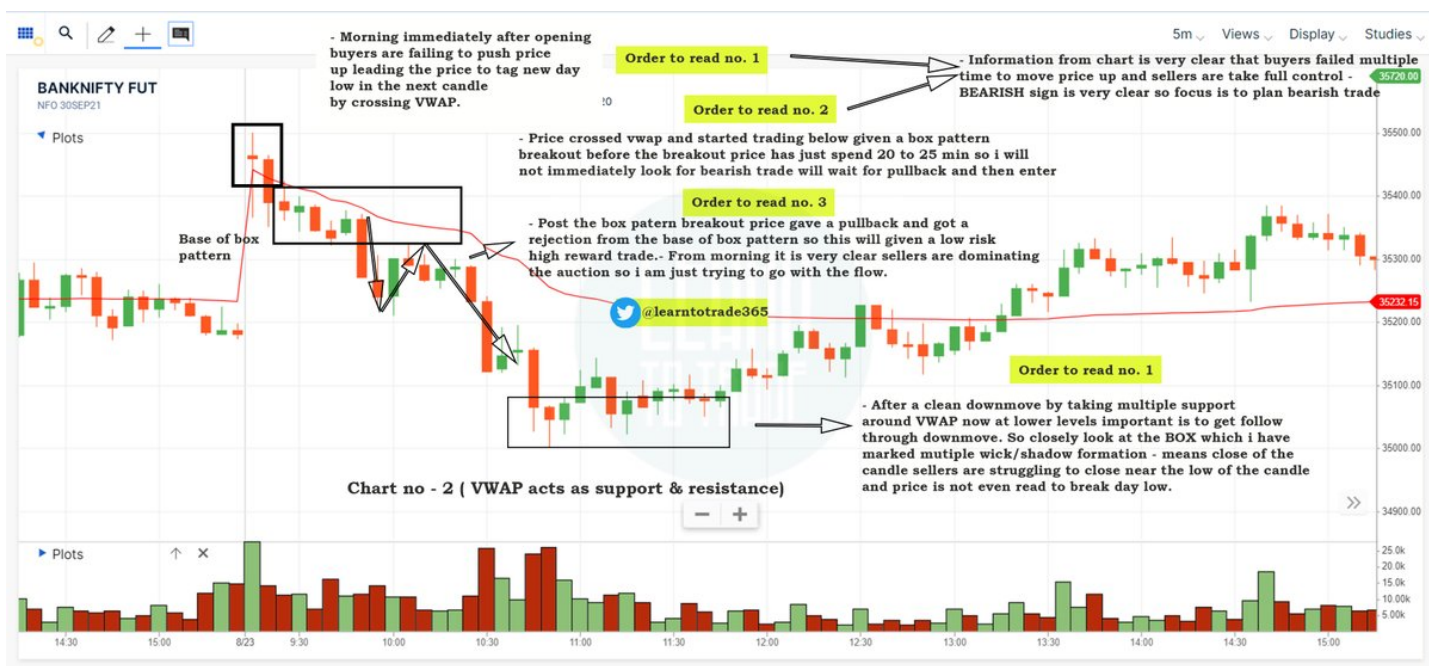 5m
Views
Display
Studies
- Morning immediately after opening
buyers are failing to push price
up leading the price to tag new day
low in the next candle
by crossing VWAP.
Order to read no. 1
- Information from chart is very clear that buyers failed multiple
time to move price up and sellers are take full control -
BEARISH sign is very clear so focus is to plan bearish trade
35720.00
BANKNIFTY FUT
NFO 30SEP21
Plots
20
Order to read no. 2
- Price crossed vwap and started trading below given a box pattern
breakout before the breakout price has just spend 20 to 25 min so i will
not immediately look for bearish trade will wait for pullback and then enter
Order to read no. 3
- Post the box patern breakout price gave a pullback and got a
rejection from the base of box pattern so this will given a low risk
high reward trade.- From morning it is very clear sellers are dominating
the auction so i am just trying to go with the flow.
Base of box
pattern
@learntotrade365
LEARN
TO TRADE
TO TRADE
Order to read no. 1
- After a clean downmove by taking multiple support
around VWAP now at lower levels important is to get follow
through downmove. So closely look at the BOX which i have
marked mutiple wick/shadow formation - means close of the
candle sellers are struggling to close near the low of the candle
and price is not even read to break day low.
Chart no - 2 ( VWAP acts as support & resistance)
35500.00
35400.00
35300.00
35232.15
35200.00
35100.00
35000.00
34900.00
Plots
25.0k
20.0k
15.0k
10.00k
5.00k
14:30
15:00
8/23
9:30
10:00
10:30
11:00
11:30
12:00
12:30
13:00
13:30
14:00
14:30
15:00